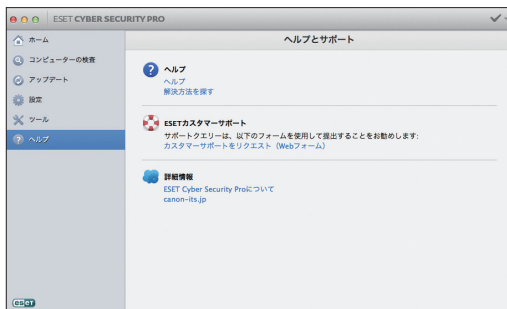 ESET CYBER SECURITY PRO
ホーム
コンピューターの検査
アップデート
設定
ツール
ヘルプ
ヘルプとサポート
ヘルプ
ヘルプ
解決方法を探す
ESETカスタマーサポート
サポートクエリーは、以下のフォームを使用して提出することをお勧めします:
カスタマーサポートをリクエスト（Webフォーム）
詳細情報
ESET Cyber Security Proについて
canon-its.jp
eset